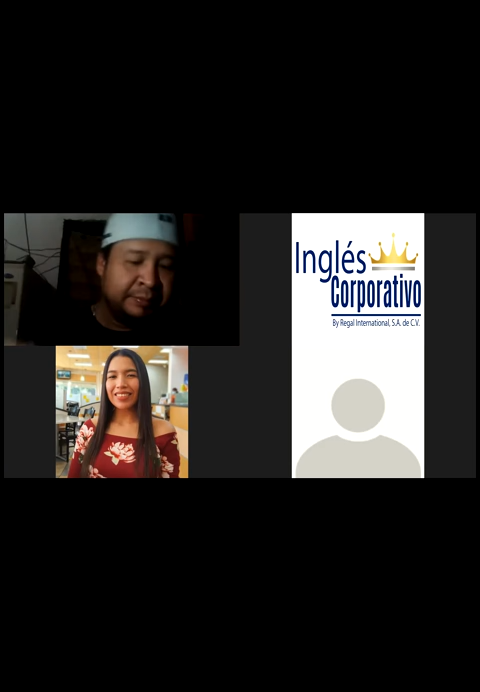 Inglés
Corporativo
By Regal International, S.A. de C.V.